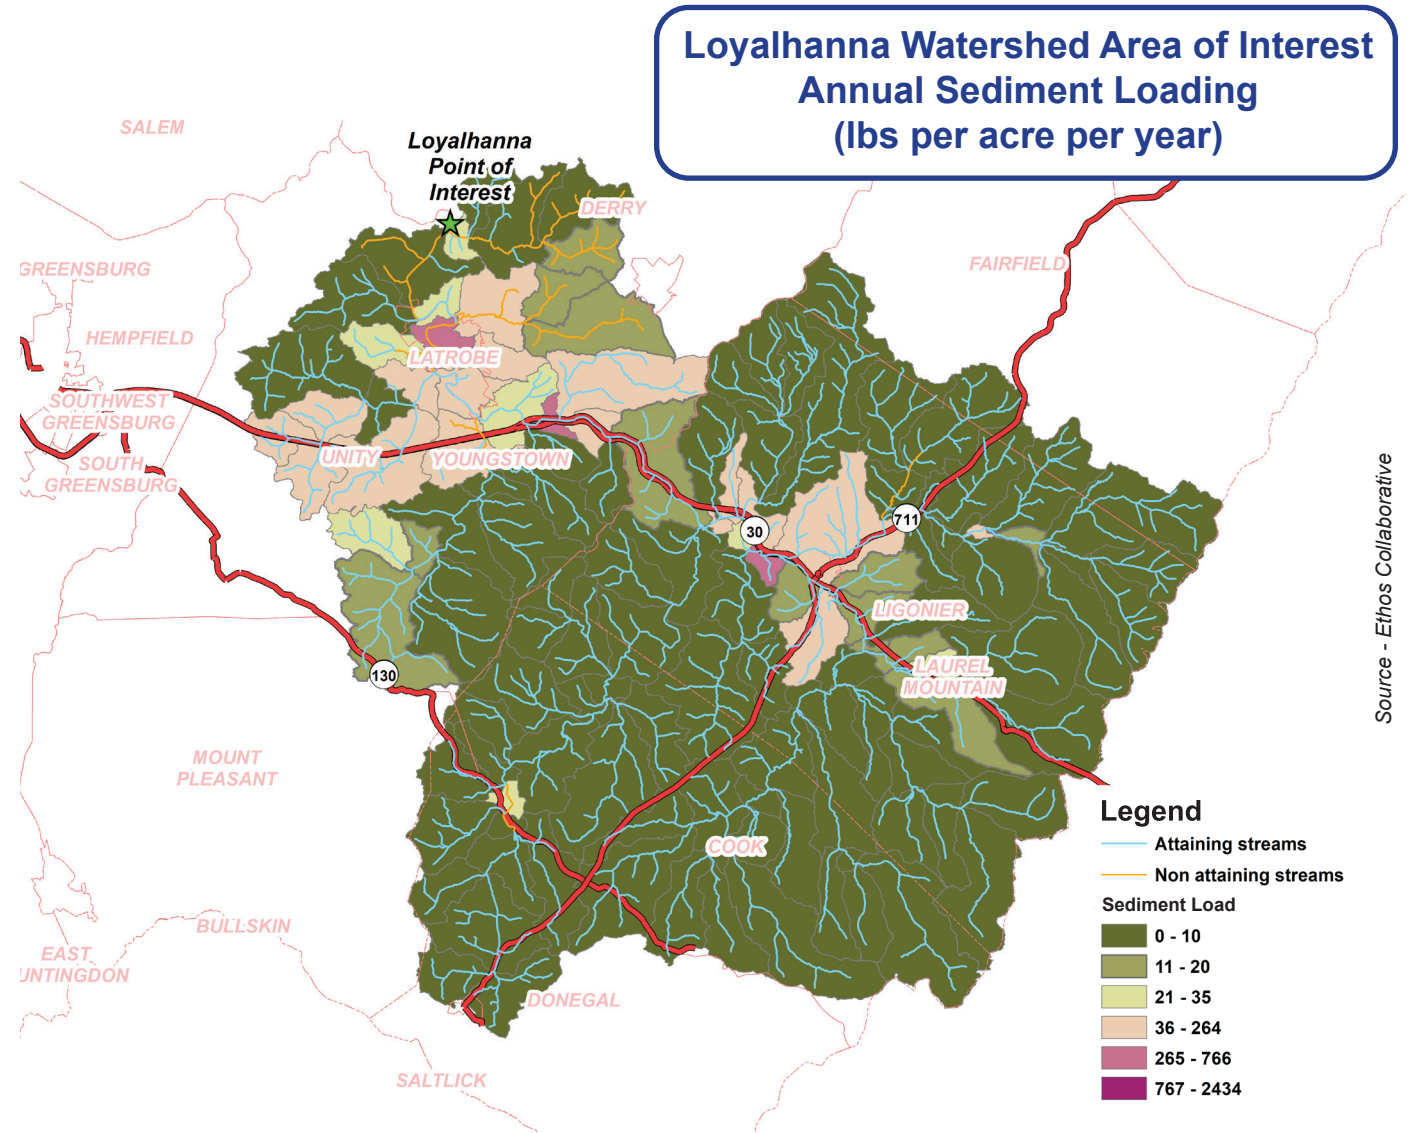 Loyalhanna Watershed Area of Interest
Annual Sediment Loading
(lbs per acre per year)
SALEM
Loyalhanna
Point of
Interest
DERRY
GREENSBURG
FAIRFIELD
HEMPFIELD
LATROBE
SOUTHWEST
GREENSBURG
UNITY
YOUNGSTOWN
SOUTH
GREENSBURG
30
711
LIGONIER
LAUREL
MOUNTAIN
130
MOUNT
PLEASANT
COOK
BULLSKIN
EAST
UNTINGDON
DONEGAL
SALTLICK
Source - Ethos Collaborative
Legend
Attaining streams
Non attaining streams
Sediment Load
0 - 10
11 - 20
21 - 35
36 - 264
265 - 766
767 - 2434